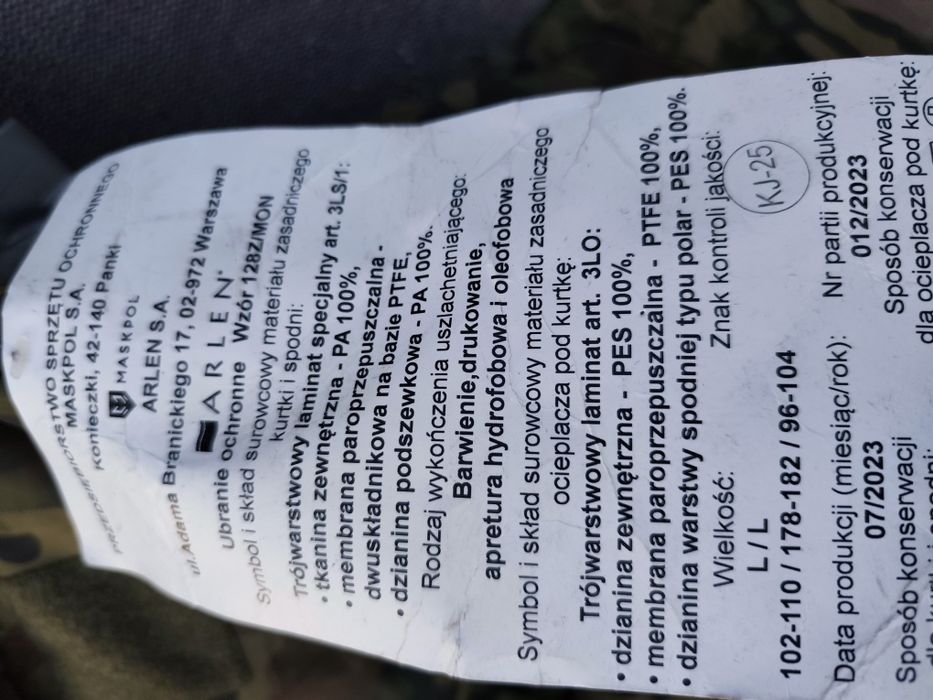 PRZEDSIĘBIORSTWO SPRZĘTU OCHRONNEGO
MASKPOL S.A.
Konieczki, 42-140 Panki
MASKPOL
ARLEN S.A.
ul.Adama Branickiego 17, 02-972 Warszawa
ARLEN
Ubranie ochronne Wzór 128Z/MON
Symbol i skład surowcowy materiału zasadniczego
kurtki i spodni:
Trójwarstwowy laminat specjalny art. 3LS/1:
• tkanina zewnętrzna - PA 100%,
• membrana paroprzepuszczalna -
dwuskładnikowa na bazie PTFE,
• dzianina podszewkowa - PA 100%.
Rodzaj wykończenia uszlachetniającego:
Barwienie,drukowanie,
apretura hydrofobowa i oleofobowa
Symbol i skład surowcowy materiału zasadniczego
ocieplacza pod kurtkę:
Trójwarstwowy laminat art. 3LO:
• dzianina zewnętrzna - PES 100%,
• membrana paroprzepuszczalna - PTFE 100%,
• dzianina warstwy spodniej typu polar - PES 100%.
Wielkość: Znak kontroli jakości:
L / L KJ-25
102-110 / 178-182 / 96-104
Data produkcji (miesiąc/rok): Nr partii produkcyjnej:
07/2023 012/2023
Sposób konserwacji Sposób konserwacji
dla kurtki i spodni: dla ocieplacza pod kurtkę: